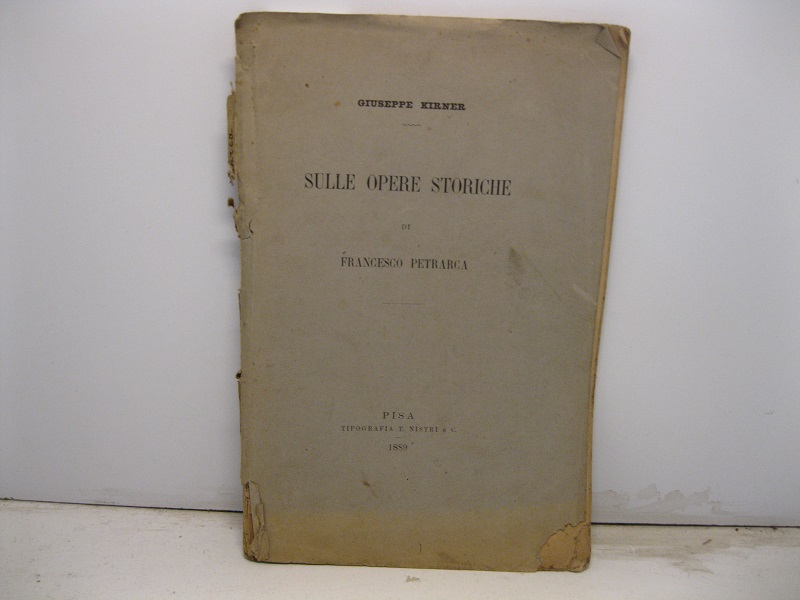 GIUSEPPE KIRNER
SULLE OPERE STORICHE
DI
FRANCESCO PETRARCA
PISA
TIPOGRAFIA T. NISTRI & C.
1889